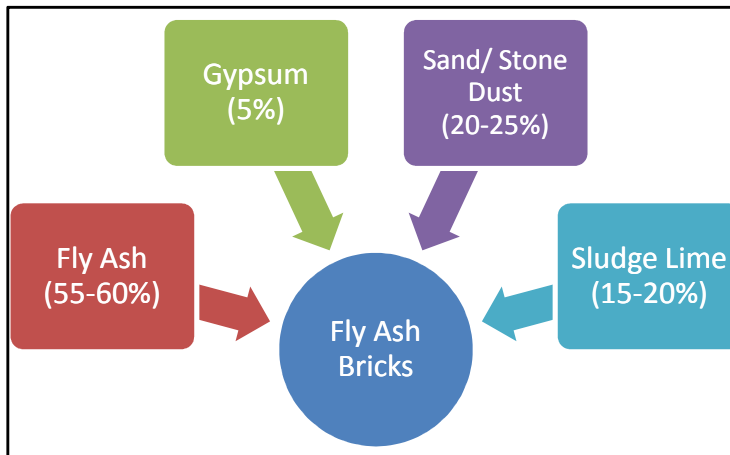 Gypsum
(5%)
Sand/ Stone
Dust
(20-25%)
Fly Ash
(55-60%)
Sludge Lime
(15-20%)
Fly Ash
Bricks